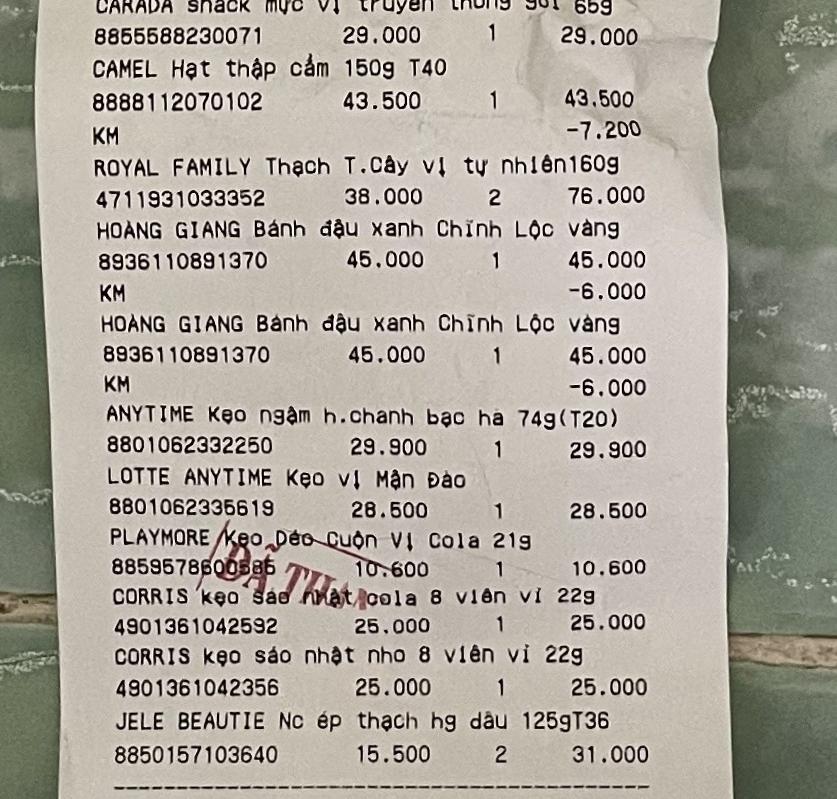 CARADA snack mực vị truyền thống gói 65g
8855588230071 29.000 1 29.000
CAMEL Hạt thập cẩm 150g T40
8888112070102 43.500 1 43.500
KM -7.200
ROYAL FAMILY Thạch T.Cây vị tự nhiên160g
4711931033352 38.000 2 76.000
HOÀNG GIANG Bánh đậu xanh Chĩnh Lộc vàng
8936110891370 45.000 1 45.000
KM -6.000
HOÀNG GIANG Bánh đậu xanh Chĩnh Lộc vàng
8936110891370 45.000 1 45.000
KM -6.000
ANYTIME Kẹo ngậm h.chanh bạc hà 74g(T20)
8801062332250 29.900 1 29.900
LOTTE ANYTIME Kẹo vị Mận Đào
8801062335619 28.500 1 28.500
PLAYMORE Kẹo Dẻo Cuộn Vị Cola 21g
8859578600586 10.600 1 10.600
ĐÃ
CORRIS kẹo sáo nhật cola 8 viên vỉ 22g
4901361042592 25.000 1 25.000
CORRIS kẹo sáo nhật nho 8 viên vỉ 22g
4901361042356 25.000 1 25.000
JELE BEAUTIE Nc ép thạch hg dâu 125gT36
8850157103640 15.500 2 31.000